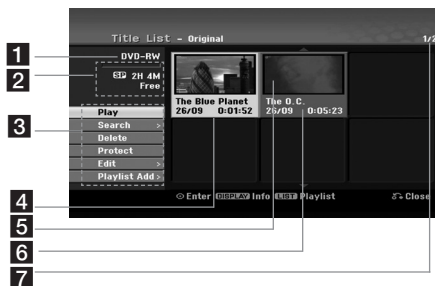 Title List - Original 1/2
1 DVD-RW
2 SP 2H 4M
Free
The Blue Planet The O.C.
26/09 0:01:52 26/09 0:05:23
3
Play
Search >
Delete
Protect
Edit >
Playlist Add >
4
5
6
7
Enter DISPLAY Info LIST Playlist Close